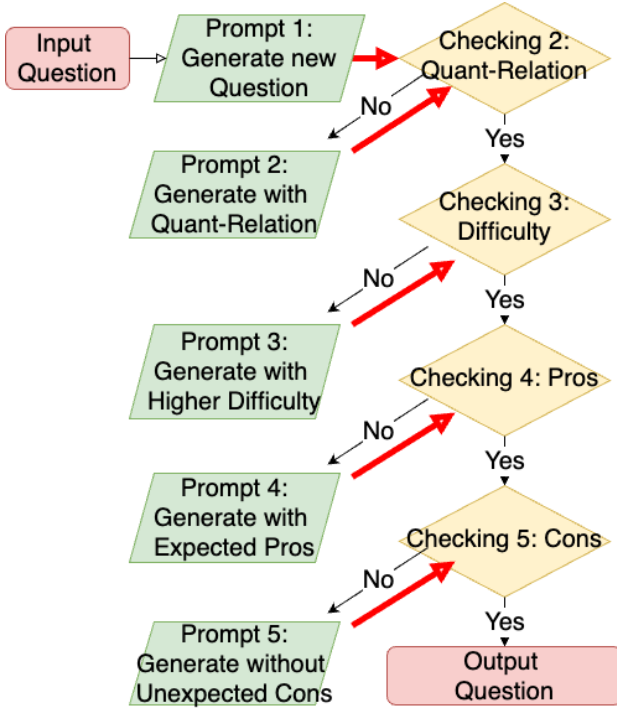 Input
Question
Prompt 1:
Generate new
Question
Checking 2:
Quant-Relation
No
Yes
Prompt 2:
Generate with
Quant-Relation
Checking 3:
Difficulty
No
Yes
Prompt 3:
Generate with
Higher Difficulty
Checking 4: Pros
No
Yes
Prompt 4:
Generate with
Expected Pros
Checking 5: Cons
No
Yes
Prompt 5:
Generate without
Unexpected Cons
Output
Question